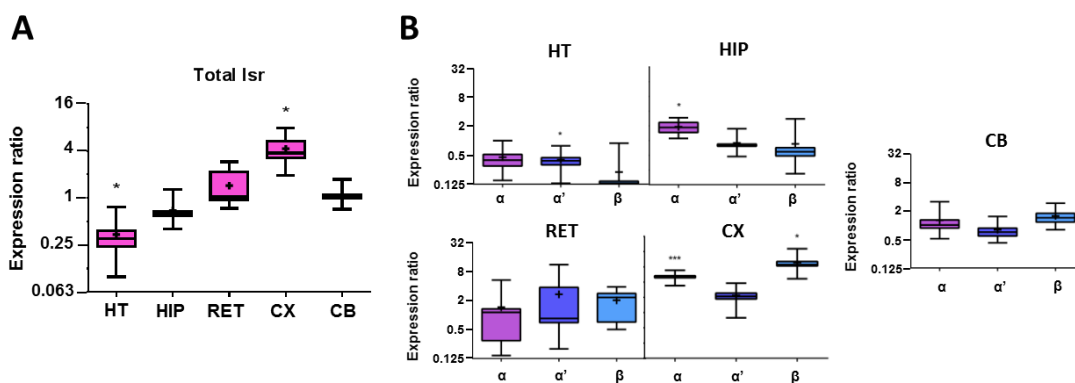 A
Total Isr
Expression ratio
16
4
1
0.25
0.063
*
*
HT HIP RET CX CB
B
HT
HIP
Expression ratio
32
8
2
0.5
0.125
*
*
α α’ β α α’ β
RET
CX
Expression ratio
32
8
2
0.5
0.125
***
*
α α’ β α α’ β
CB
Expression ratio
32
8
2
0.5
0.125
α α’ β